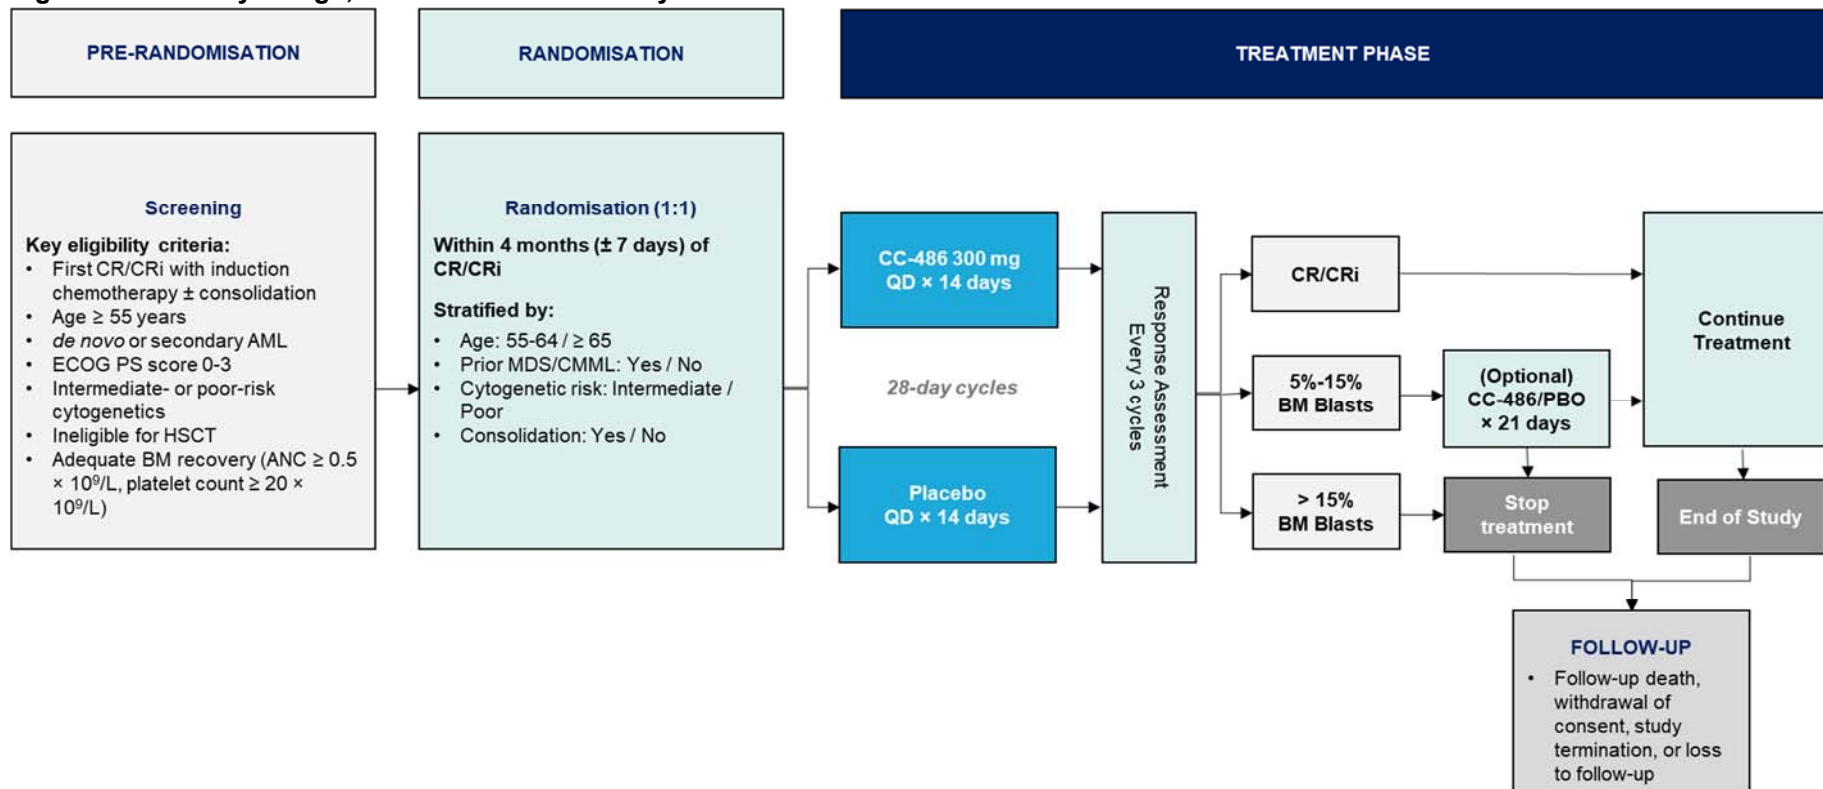 PRE-RANDOMISATION
RANDOMISATION
TREATMENT PHASE
Screening
Key eligibility criteria:
• First CR/CRi with induction
chemotherapy ± consolidation
• Age ≥ 55 years
• de novo or secondary AML
• ECOG PS score 0-3
• Intermediate- or poor-risk
cytogenetics
• Ineligible for HSCT
• Adequate BM recovery (ANC ≥ 0.5
× 10⁹/L, platelet count ≥ 20 ×
10⁹/L)
Randomisation (1:1)
Within 4 months (± 7 days) of
CR/CRi
Stratified by:
• Age: 55-64 / ≥ 65
• Prior MDS/CMML: Yes / No
• Cytogenetic risk: Intermediate /
Poor
• Consolidation: Yes / No
CC-486 300 mg
QD × 14 days
28-day cycles
Placebo
QD × 14 days
Response Assessment
Every 3 cycles
CR/CRi
5%-15%
BM Blasts
> 15%
BM Blasts
(Optional)
CC-486/PBO
× 21 days
Stop
treatment
Continue
Treatment
End of Study
FOLLOW-UP
• Follow-up death,
withdrawal of
consent, study
termination, or loss
to follow-up